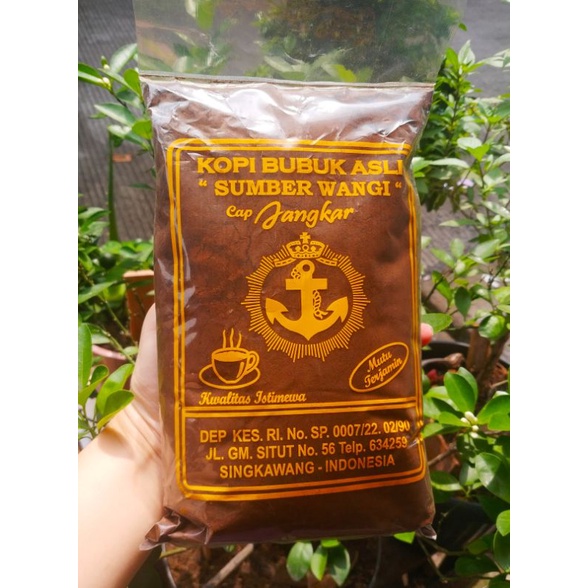 KOPI BUBUK ASLI
" SUMBER WANGI "
Cap Jangkar
Mutu
Terjamin
Kwalitas Istimewa
DEP KES. RI. No. SP. 0007/22. 02/90
JL. GM. SITUT No. 56 Telp. 634259
SINGKAWANG - INDONESIA